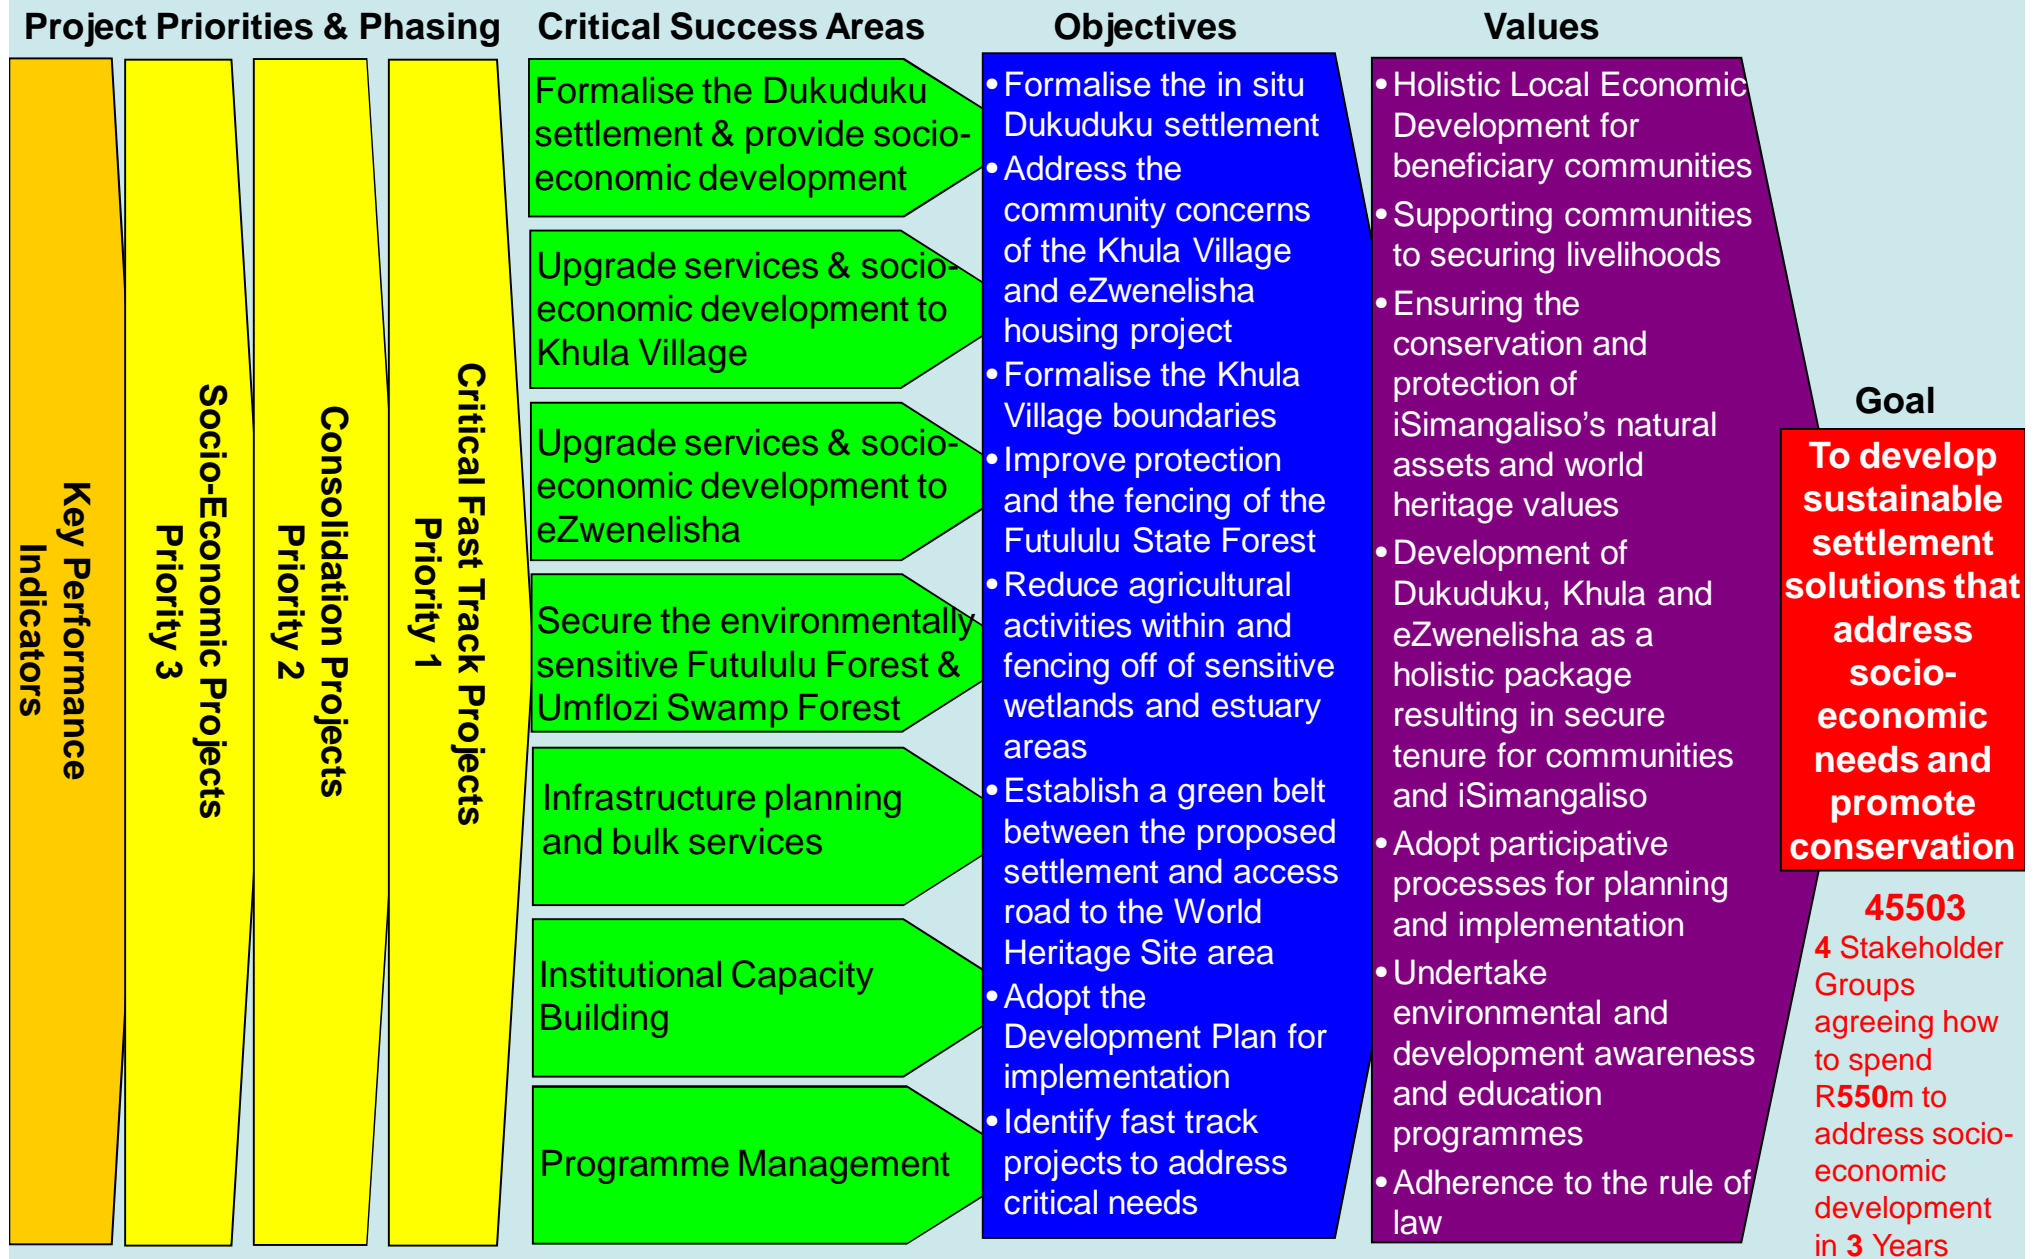 Project Priorities & Phasing
Key Performance
Indicators
Socio-Economic Projects
Priority 3
Consolidation Projects
Priority 2
Critical Fast Track Projects
Priority 1
Critical Success Areas
Formalise the Dukuduku
settlement & provide socio-
economic development
Upgrade services & socio-
economic development to
Khula Village
Upgrade services & socio-
economic development to
eZwenelisha
Secure the environmentally
sensitive Futululu Forest &
Umflozi Swamp Forest
Infrastructure planning
and bulk services
Institutional Capacity
Building
Programme Management
Objectives
• Formalise the in situ
Dukuduku settlement
• Address the
community concerns
of the Khula Village
and eZwenelisha
housing project
• Formalise the Khula
Village boundaries
• Improve protection
and the fencing of the
Futululu State Forest
• Reduce agricultural
activities within and
fencing off of sensitive
wetlands and estuary
areas
• Establish a green belt
between the proposed
settlement and access
road to the World
Heritage Site area
• Adopt the
Development Plan for
implementation
• Identify fast track
projects to address
critical needs
Values
• Holistic Local Economic
Development for
beneficiary communities
• Supporting communities
to securing livelihoods
• Ensuring the
conservation and
protection of
iSimangaliso’s natural
assets and world
heritage values
• Development of
Dukuduku, Khula and
eZwenelisha as a
holistic package
resulting in secure
tenure for communities
and iSimangaliso
• Adopt participative
processes for planning
and implementation
• Undertake
environmental and
development awareness
and education
programmes
• Adherence to the rule of
law
Goal
To develop
sustainable
settlement
solutions that
address
socio-
economic
needs and
promote
conservation
45503
4 Stakeholder
Groups
agreeing how
to spend
R550m to
address socio-
economic
development
in 3 Years